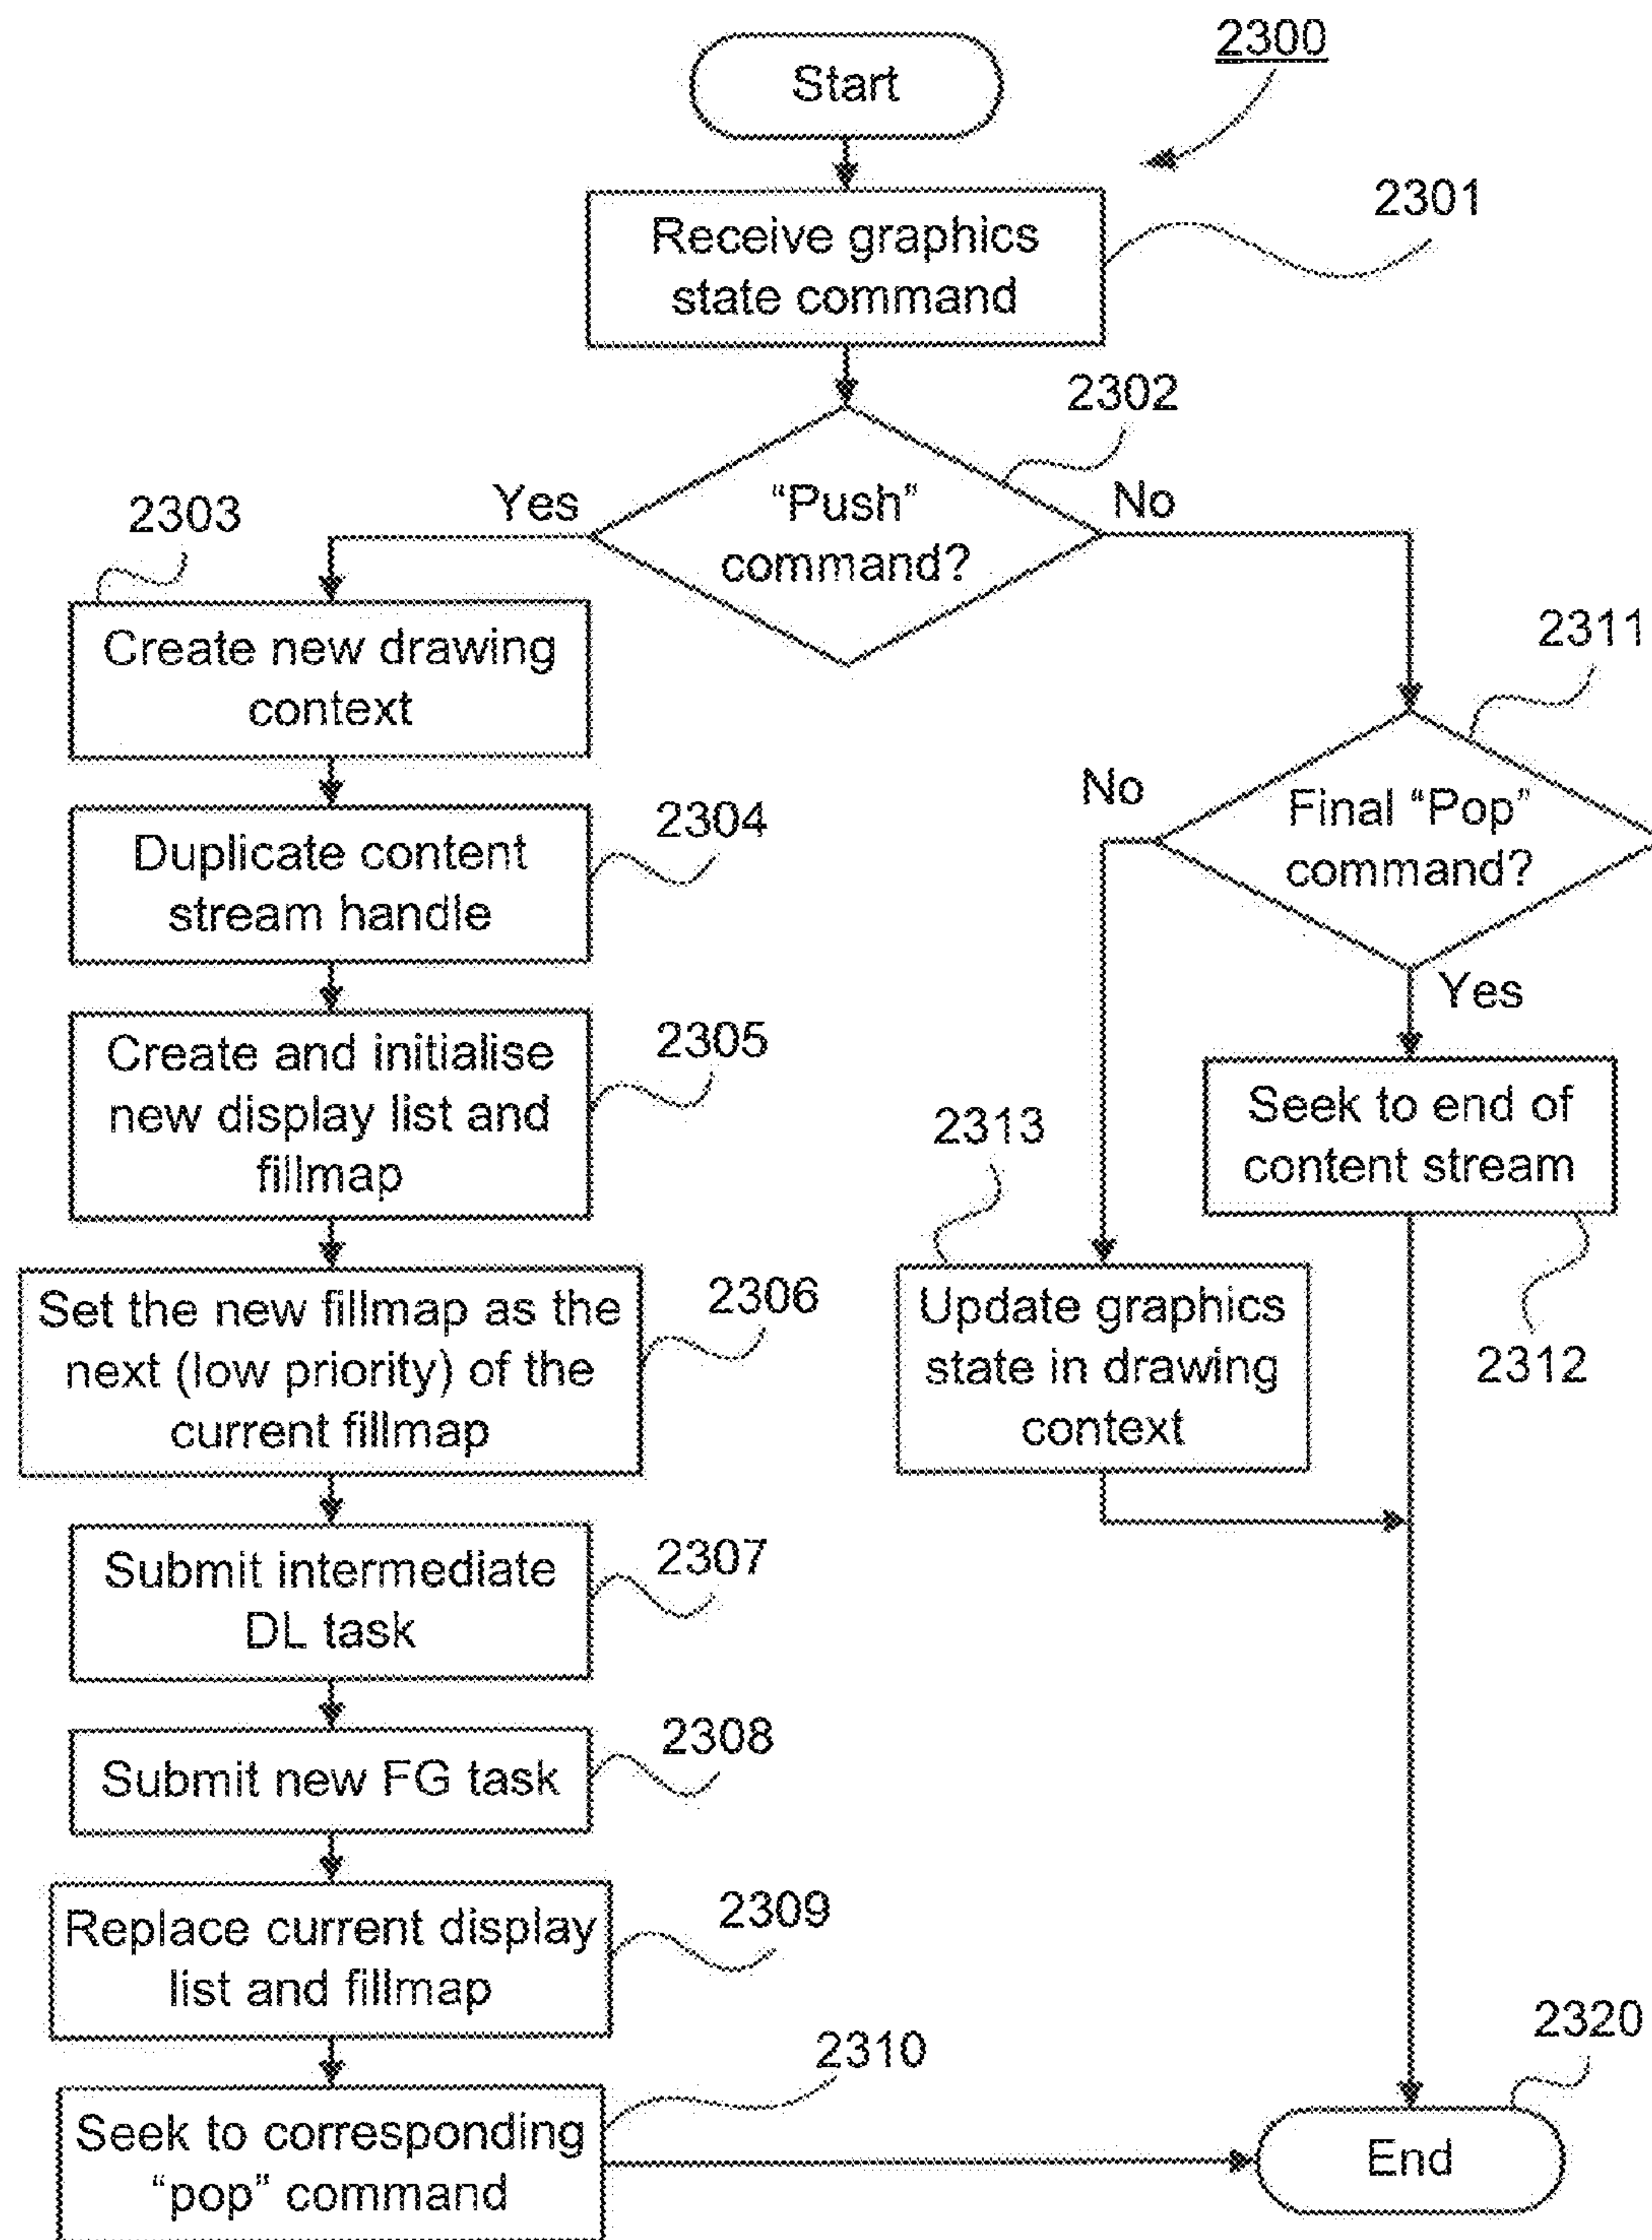 2300
Start
2301
Receive graphics
state command
2302
"Push"
command?
Yes
No
2303
Create new drawing
context
2311
Final "Pop"
command?
No
Yes
2304
Duplicate content
stream handle
2305
Create and initialise
new display list and
fillmap
2313
Seek to end of
content stream
2312
2306
Set the new fillmap as the
next (low priority) of the
current fillmap
Update graphics
state in drawing
context
2307
Submit intermediate
DL task
2308
Submit new FG task
2309
Replace current display
list and fillmap
2310
Seek to corresponding
"pop" command
2320
End